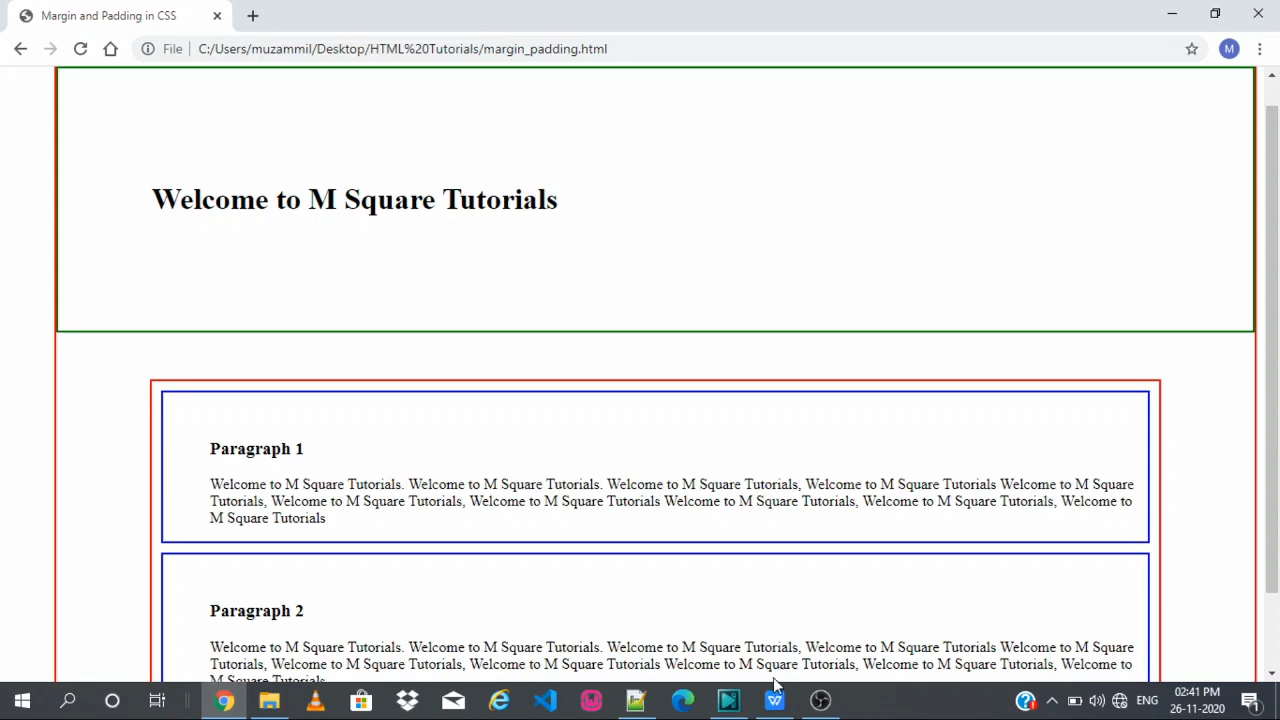 Margin and Padding in CSS
File
C:/Users/muzammil/Desktop/HTML%20Tutorials/margin_padding.html
M
Welcome to M Square Tutorials
Paragraph 1
Welcome to M Square Tutorials. Welcome to M Square Tutorials. Welcome to M Square Tutorials, Welcome to M Square Tutorials Welcome to M Square
Tutorials, Welcome to M Square Tutorials, Welcome to M Square Tutorials Welcome to M Square Tutorials, Welcome to M Square Tutorials, Welcome to
M Square Tutorials
Paragraph 2
Welcome to M Square Tutorials. Welcome to M Square Tutorials. Welcome to M Square Tutorials, Welcome to M Square Tutorials Welcome to M Square
Tutorials, Welcome to M Square Tutorials, Welcome to M Square Tutorials Welcome to M Square Tutorials, Welcome to M Square Tutorials, Welcome to
M Square Tutorials
ENG
02:41 PM
26-11-2020
1